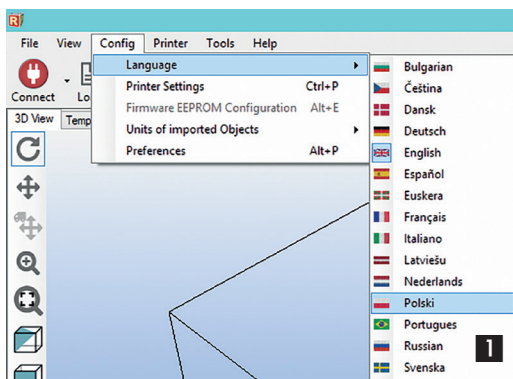 File View Config Printer Tools Help
Connect
3D View
Language
Printer Settings Ctrl+P
Firmware EEPROM Configuration Alt+E
Units of imported Objects
Preferences Alt+P
Bulgarian
Čeština
Dansk
Deutsch
English
Español
Euskera
Français
Italiano
Latviešu
Nederlands
Polski
Portugues
Russian
Svenska
1